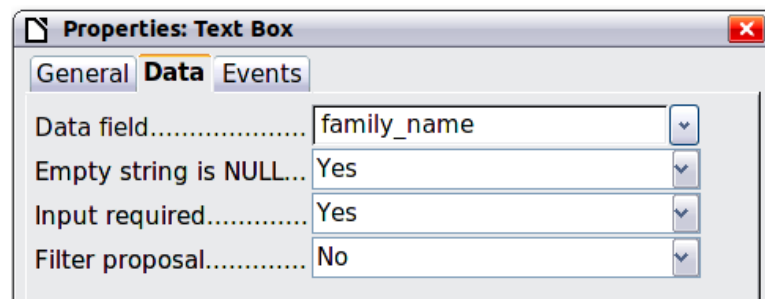 Properties: Text Box
General Data Events
Data field.................... family_name
Empty string is NULL... Yes
Input required............. Yes
Filter proposal............. No